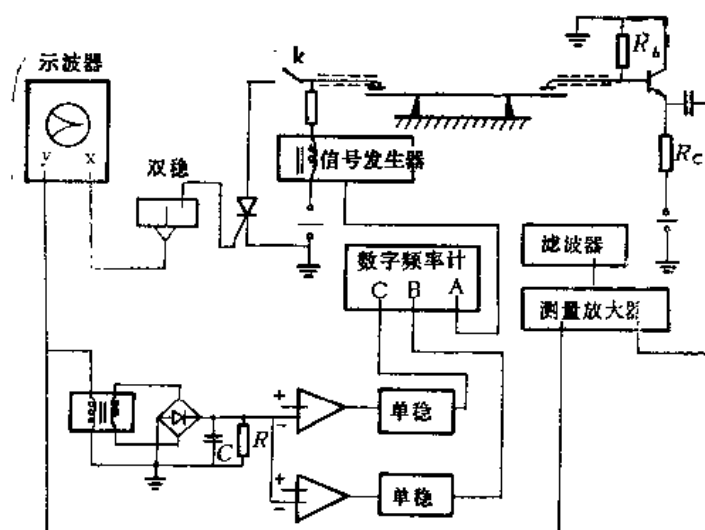 示波器
y x
双稳
k
信号发生器
R_b
R_c
数字频率计
C B A
滤波器
测量放大器
+
−
C
R
单稳
+
−
单稳